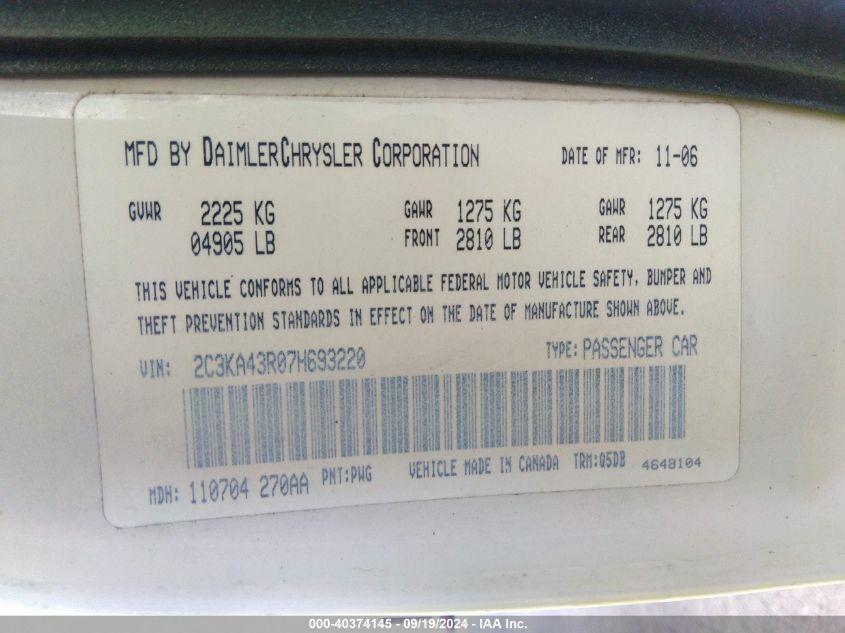 MFD BY DAIMLERCHRYSLER CORPORATION DATE OF MFR: 11-06
GVWR 2225 KG GAWR 1275 KG GAWR 1275 KG
04905 LB FRONT 2810 LB REAR 2810 LB
THIS VEHICLE CONFORMS TO ALL APPLICABLE FEDERAL MOTOR VEHICLE SAFETY, BUMPER AND
THEFT PREVENTION STANDARDS IN EFFECT ON THE DATE OF MANUFACTURE SHOWN ABOVE.
VIN: 2C3KA43R07H693220 TYPE: PASSENGER CAR
MDH: 110704 270AA PNT:PWG VEHICLE MADE IN CANADA TRM:Q5DB 4648104
000-40374145 - 09/19/2024 - IAA Inc.